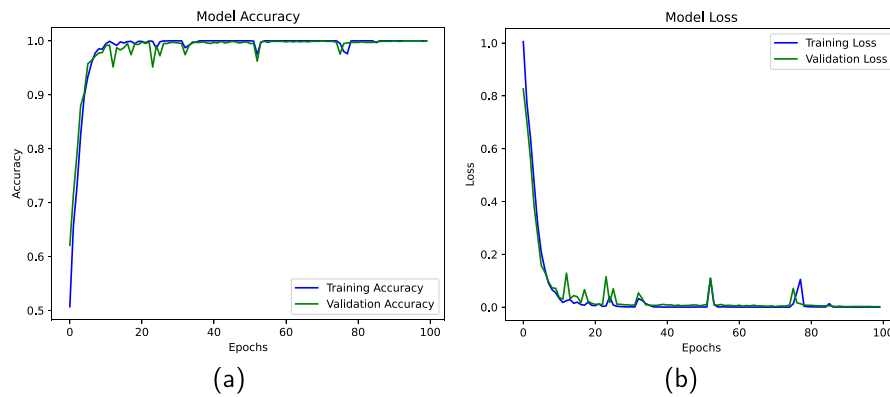 Model Accuracy
1.0
0.9
0.8
0.7
0.6
0.5
Accuracy
Training Accuracy
Validation Accuracy
0 20 40 60 80 100
Epochs
(a)
Model Loss
1.0
0.8
0.6
0.4
0.2
0.0
Loss
Training Loss
Validation Loss
0 20 40 60 80 100
Epochs
(b)